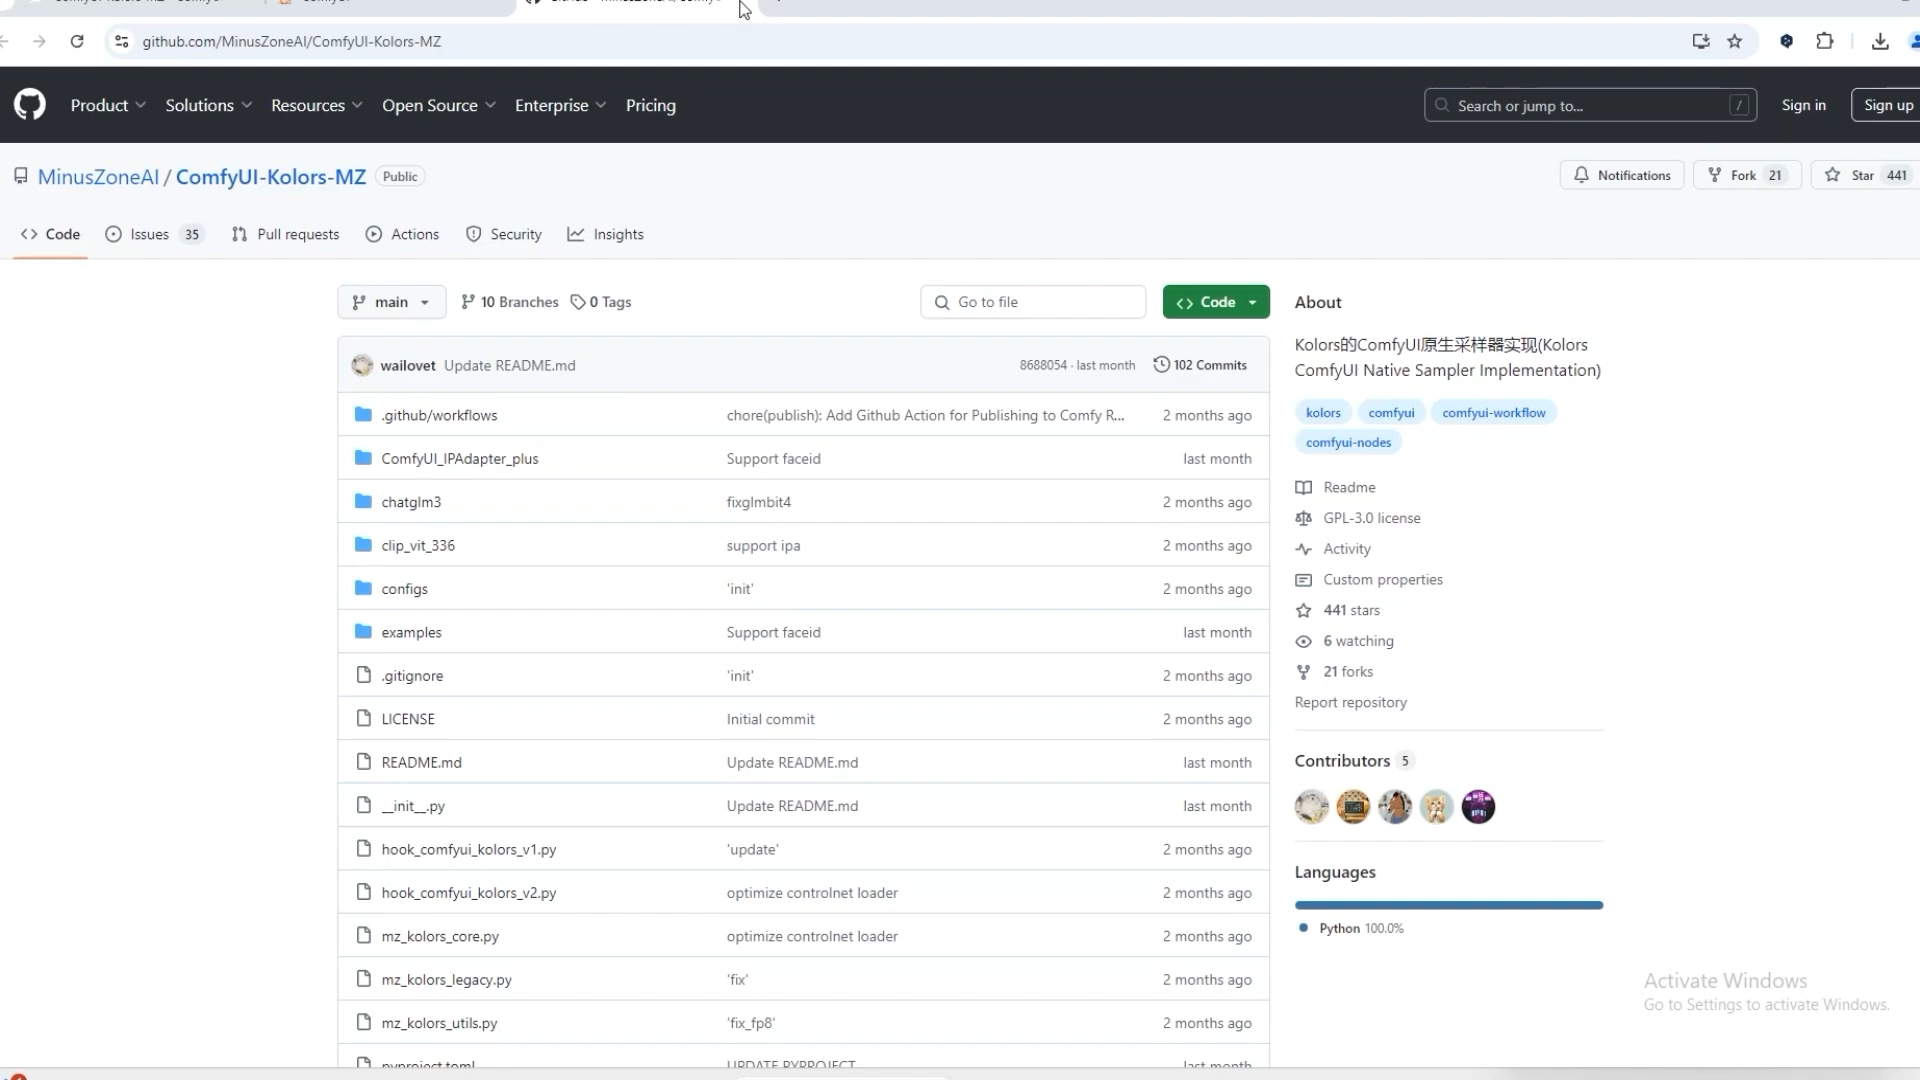 github.com/MinusZoneAI/ComfyUI-Kolors-MZ
Product Solutions Resources Open Source Enterprise Pricing
Search or jump to... /
Sign in
Sign up
MinusZoneAI / ComfyUI-Kolors-MZ Public
Notifications
Fork 21
Star 441
Code
Issues 35
Pull requests
Actions
Security
Insights
main
10 Branches
0 Tags
Go to file
Code
wailovet Update README.md 8688054 · last month 102 Commits
.github/workflows chore(publish): Add Github Action for Publishing to Comfy R... 2 months ago
ComfyUI_IPAdapter_plus Support faceid last month
chatglm3 fixglmbit4 2 months ago
clip_vit_336 support ipa 2 months ago
configs 'init' 2 months ago
examples Support faceid last month
.gitignore 'init' 2 months ago
LICENSE Initial commit 2 months ago
README.md Update README.md last month
__init__.py Update README.md last month
hook_comfyui_kolors_v1.py 'update' 2 months ago
hook_comfyui_kolors_v2.py optimize controlnet loader 2 months ago
mz_kolors_core.py optimize controlnet loader 2 months ago
mz_kolors_legacy.py 'fix' 2 months ago
mz_kolors_utils.py 'fix_fp8' 2 months ago
pyproject.toml UPDATE PYPROJECT last month
About
Kolors的ComfyUI原生采样器实现(Kolors
ComfyUI Native Sampler Implementation)
kolors comfyui comfyui-workflow
comfyui-nodes
Readme
GPL-3.0 license
Activity
Custom properties
441 stars
6 watching
21 forks
Report repository
Contributors 5
Languages
Python 100.0%
Activate Windows
Go to Settings to activate Windows.